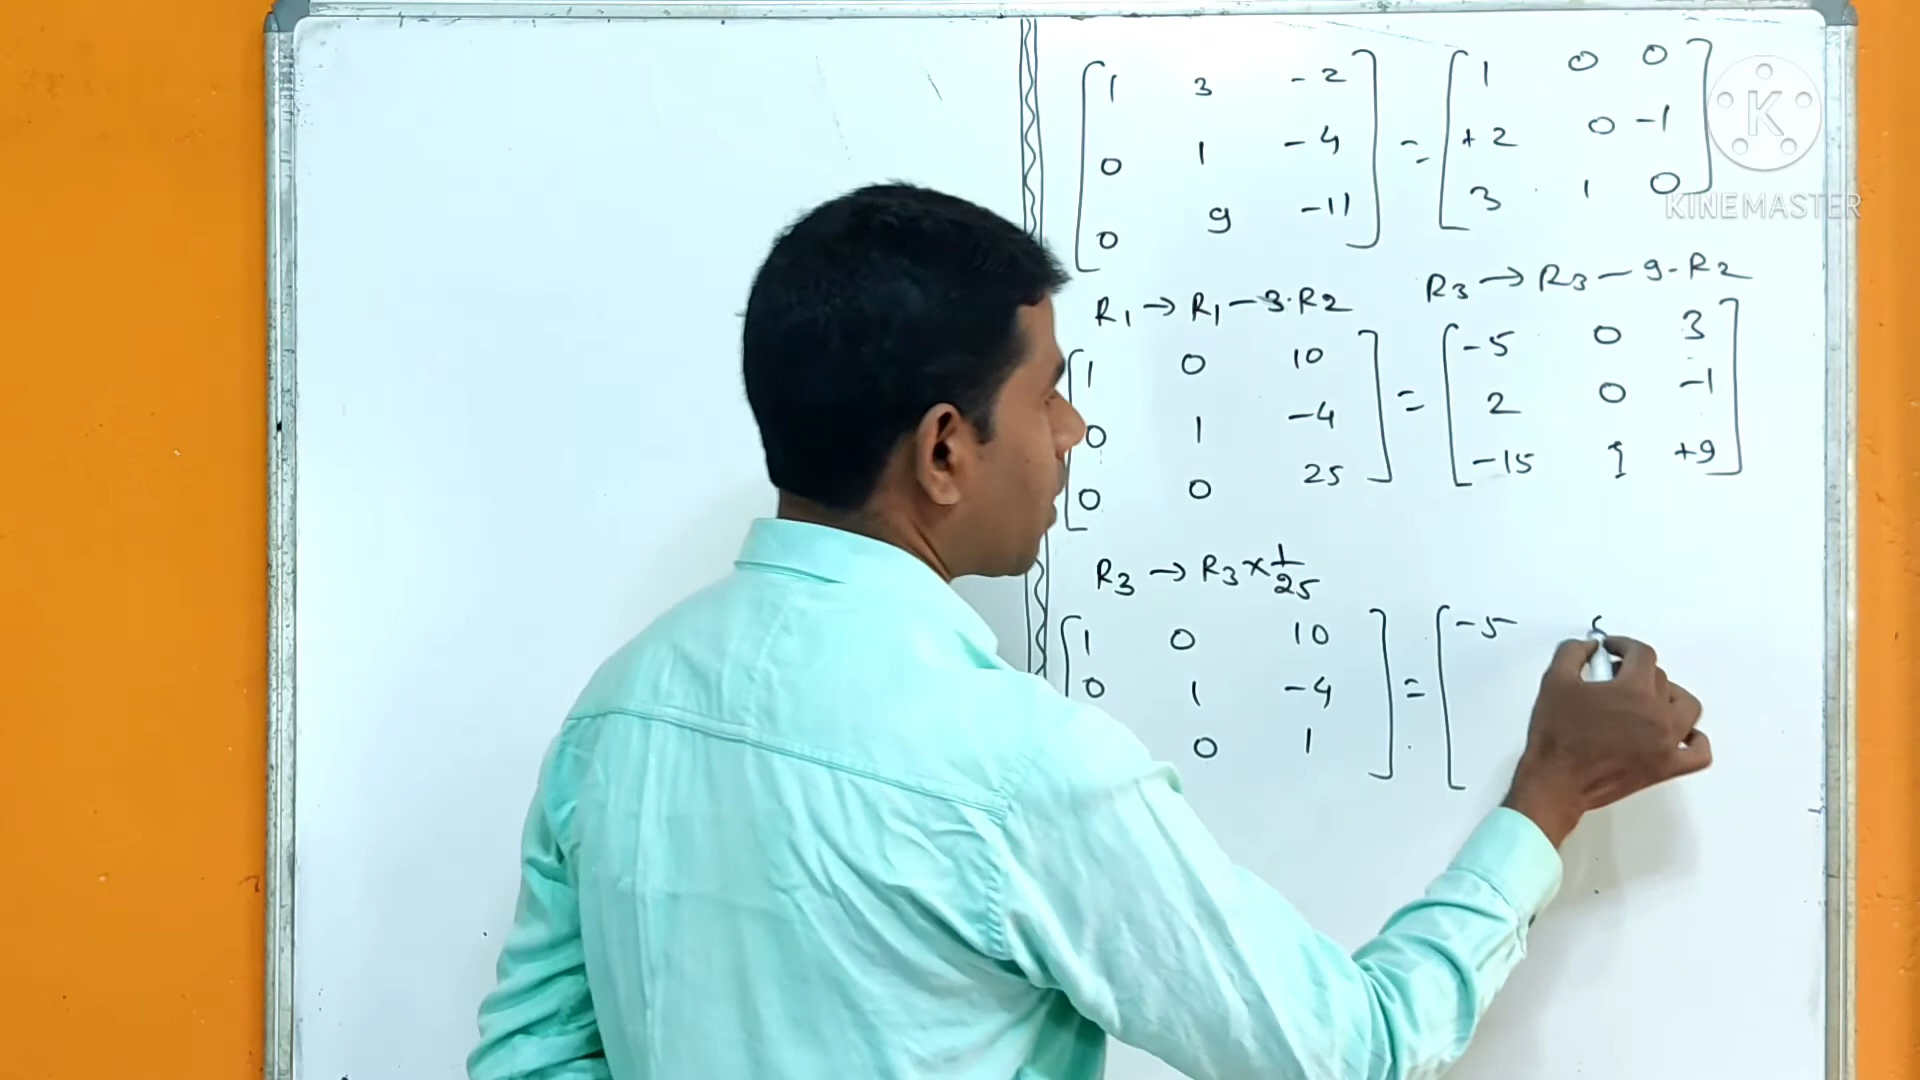 [1 3 -2] = [1 0 0]
[0 1 -4] [+2 0 -1]
[0 9 -11] [3 1 0]
K
KINEMASTER
R1 → R1 - 3·R2 R3 → R3 - 9·R2
[1 0 10] = [-5 0 3]
[0 1 -4] [2 0 -1]
[0 0 25] [-15 1 +9]
R3 → R3 × 1/25
[1 0 10] = [-5
[0 1 -4]
0 1]